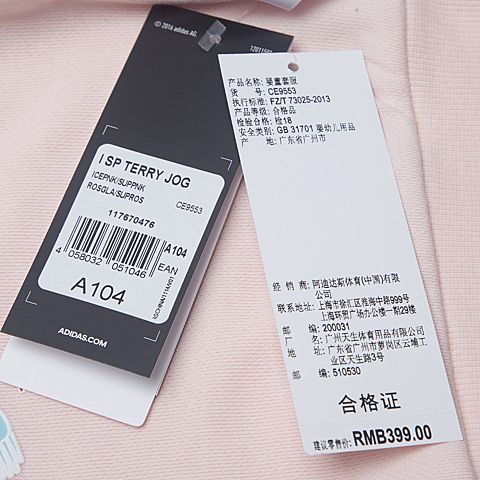 © 2016 adidas AG.
12011503
I SP TERRY JOG
ICEPNK/SUPPNK
ROSGLA/SUPROS
CE9553
117670476
4 058032 051046
A104
EAN
A104
ADIDAS.COM
产品名称: 婴童套服
货 号: CE9553
执行标准: FZ/T 73025-2013
产品等级: 合格品
检验合格: 检18
安全类别: GB 31701 婴幼儿用品
产 地: 广东省广州市
经 销 商: 阿迪达斯体育(中国)有限
公司
联系地址: 上海市徐汇区淮海中路999号
上海环贸广场办公楼一期29楼
邮 编: 200031
厂 名: 广州天生体育用品有限公司
地 址: 广东省广州市萝岗区云埔工
业区天生路3号
邮 编: 510530
合格证
建议零售价: RMB399.00